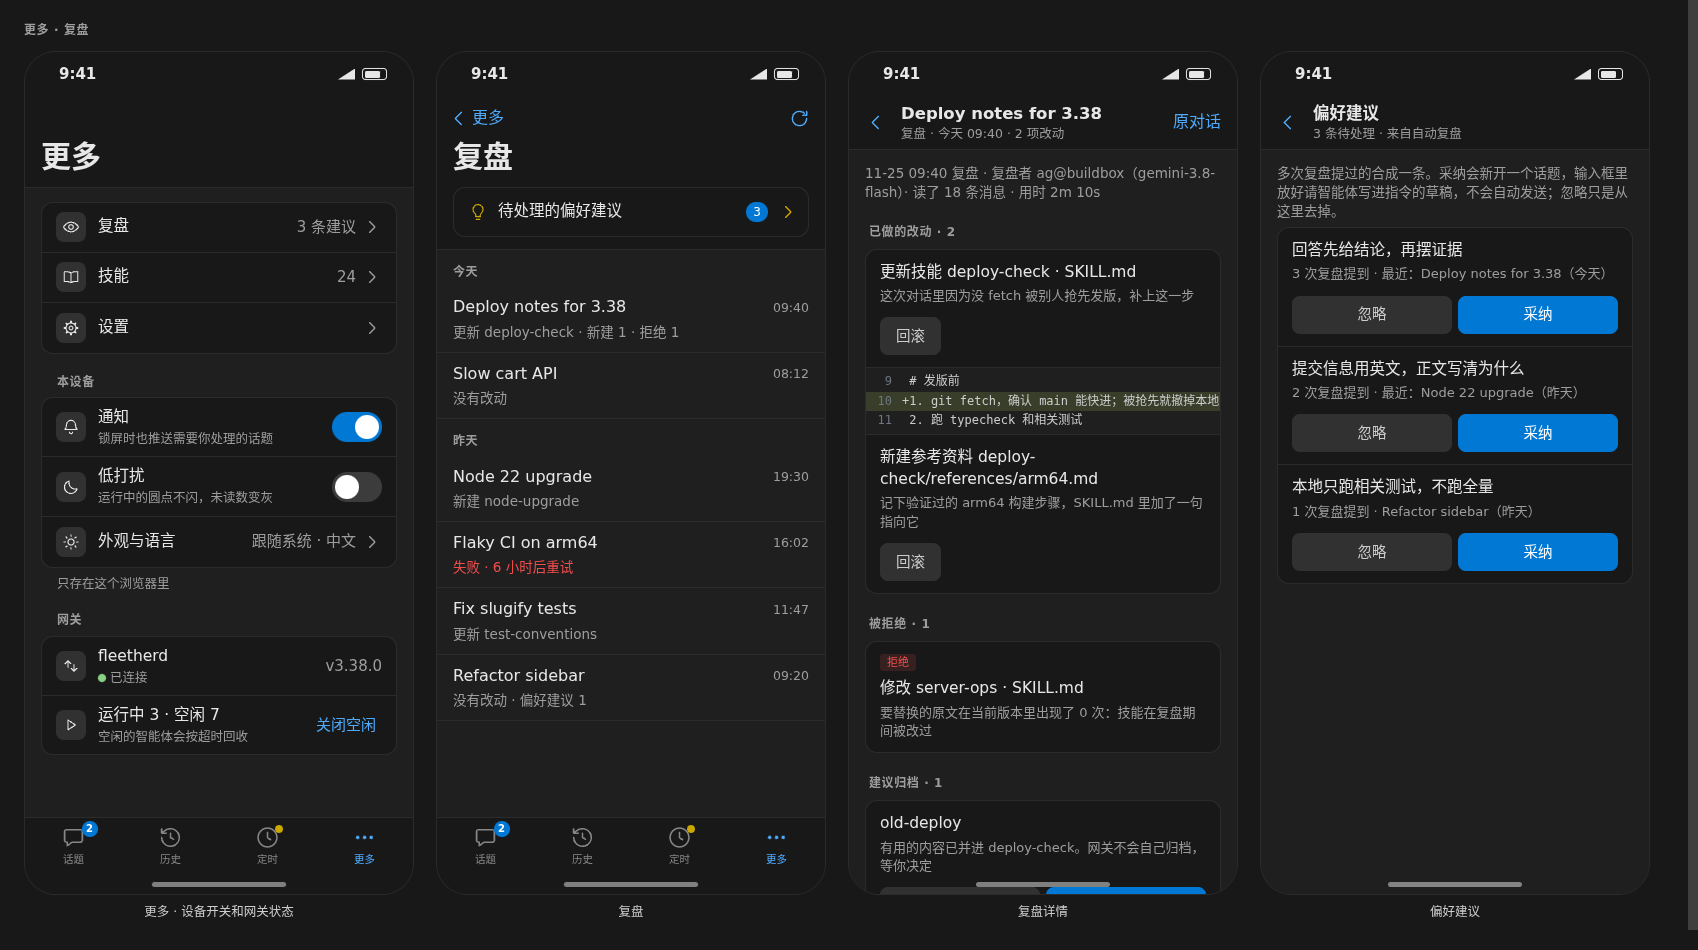 更多 · 复盘
9:41
更多
复盘
3 条建议
技能
24
设置
本设备
通知
锁屏时也推送需要你处理的话题
低打扰
运行中的圆点不闪，未读数变灰
外观与语言
跟随系统 · 中文
只存在这个浏览器里
网关
fleetherd
已连接
v3.38.0
运行中 3 · 空闲 7
空闲的智能体会按超时回收
关闭空闲
2
话题
历史
定时
更多
更多 · 设备开关和网关状态
9:41
更多
复盘
待处理的偏好建议
3
今天
Deploy notes for 3.38
09:40
更新 deploy-check · 新建 1 · 拒绝 1
Slow cart API
08:12
没有改动
昨天
Node 22 upgrade
19:30
新建 node-upgrade
Flaky CI on arm64
16:02
失败 · 6 小时后重试
Fix slugify tests
11:47
更新 test-conventions
Refactor sidebar
09:20
没有改动 · 偏好建议 1
2
话题
历史
定时
更多
复盘
9:41
Deploy notes for 3.38
复盘 · 今天 09:40 · 2 项改动
原对话
11-25 09:40 复盘 · 复盘者 ag@buildbox（gemini-3.8-
flash）· 读了 18 条消息 · 用时 2m 10s
已做的改动 · 2
更新技能 deploy-check · SKILL.md
这次对话里因为没 fetch 被别人抢先发版，补上这一步
回滚
9 # 发版前
10 +1. git fetch，确认 main 能快进；被抢先就撤掉本地
11 2. 跑 typecheck 和相关测试
新建参考资料 deploy-
check/references/arm64.md
记下验证过的 arm64 构建步骤，SKILL.md 里加了一句
指向它
回滚
被拒绝 · 1
拒绝
修改 server-ops · SKILL.md
要替换的原文在当前版本里出现了 0 次：技能在复盘期
间被改过
建议归档 · 1
old-deploy
有用的内容已并进 deploy-check。网关不会自己归档，
等你决定
复盘详情
9:41
偏好建议
3 条待处理 · 来自自动复盘
多次复盘提过的合成一条。采纳会新开一个话题，输入框里
放好请智能体写进指令的草稿，不会自动发送；忽略只是从
这里去掉。
回答先给结论，再摆证据
3 次复盘提到 · 最近：Deploy notes for 3.38（今天）
忽略
采纳
提交信息用英文，正文写清为什么
2 次复盘提到 · 最近：Node 22 upgrade（昨天）
忽略
采纳
本地只跑相关测试，不跑全量
1 次复盘提到 · Refactor sidebar（昨天）
忽略
采纳
偏好建议